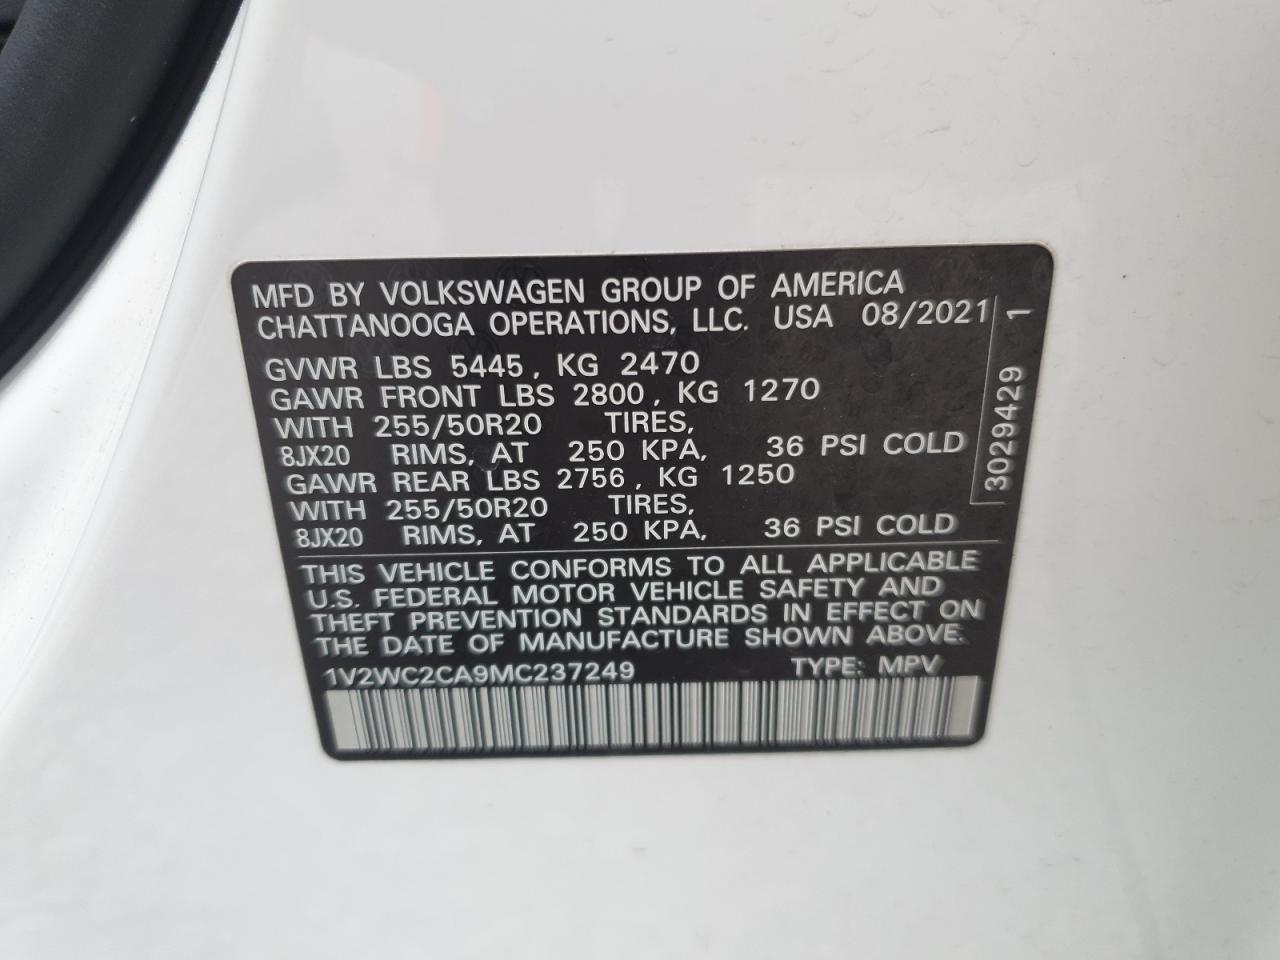 MFD BY VOLKSWAGEN GROUP OF AMERICA
CHATTANOOGA OPERATIONS, LLC. USA 08/2021
GVWR LBS 5445, KG 2470
GAWR FRONT LBS 2800, KG 1270
WITH 255/50R20 TIRES,
8JX20 RIMS, AT 250 KPA, 36 PSI COLD
GAWR REAR LBS 2756, KG 1250
WITH 255/50R20 TIRES,
8JX20 RIMS, AT 250 KPA, 36 PSI COLD
THIS VEHICLE CONFORMS TO ALL APPLICABLE
U.S. FEDERAL MOTOR VEHICLE SAFETY AND
THEFT PREVENTION STANDARDS IN EFFECT ON
THE DATE OF MANUFACTURE SHOWN ABOVE.
1V2WC2CA9MC237249 TYPE: MPV
3029429 1